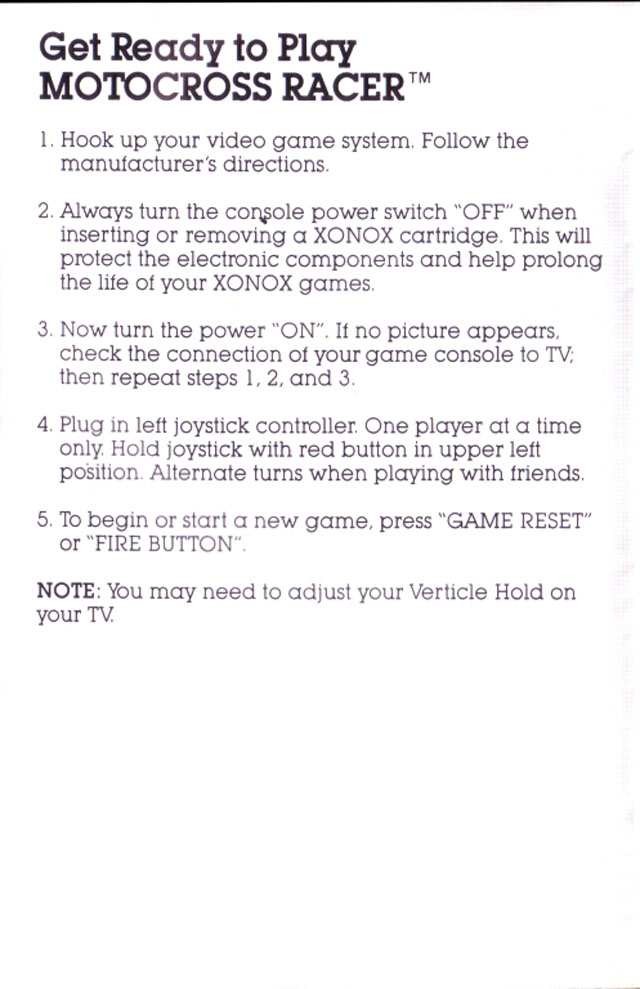 Get Ready to Play
MOTOCROSS RACER™
1. Hook up your video game system. Follow the
manufacturer's directions.
2. Always turn the console power switch "OFF" when
inserting or removing a XONOX cartridge. This will
protect the electronic components and help prolong
the life of your XONOX games.
3. Now turn the power "ON". If no picture appears,
check the connection of your game console to TV;
then repeat steps 1, 2, and 3.
4. Plug in left joystick controller. One player at a time
only. Hold joystick with red button in upper left
position. Alternate turns when playing with friends.
5. To begin or start a new game, press "GAME RESET"
or "FIRE BUTTON".
NOTE: You may need to adjust your Verticle Hold on
your TV.